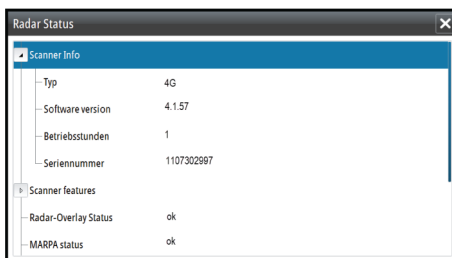 Radar Status
Scanner Info
Typ 4G
Software version 4.1.57
Betriebsstunden 1
Seriennummer 1107302997
Scanner features
Radar-Overlay Status ok
MARPA status ok